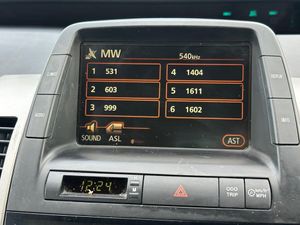 MW 540kHz
1 531 4 1404
2 603 5 1611
3 999 6 1602
SOUND ASL AST
12:24 TRIP MPH